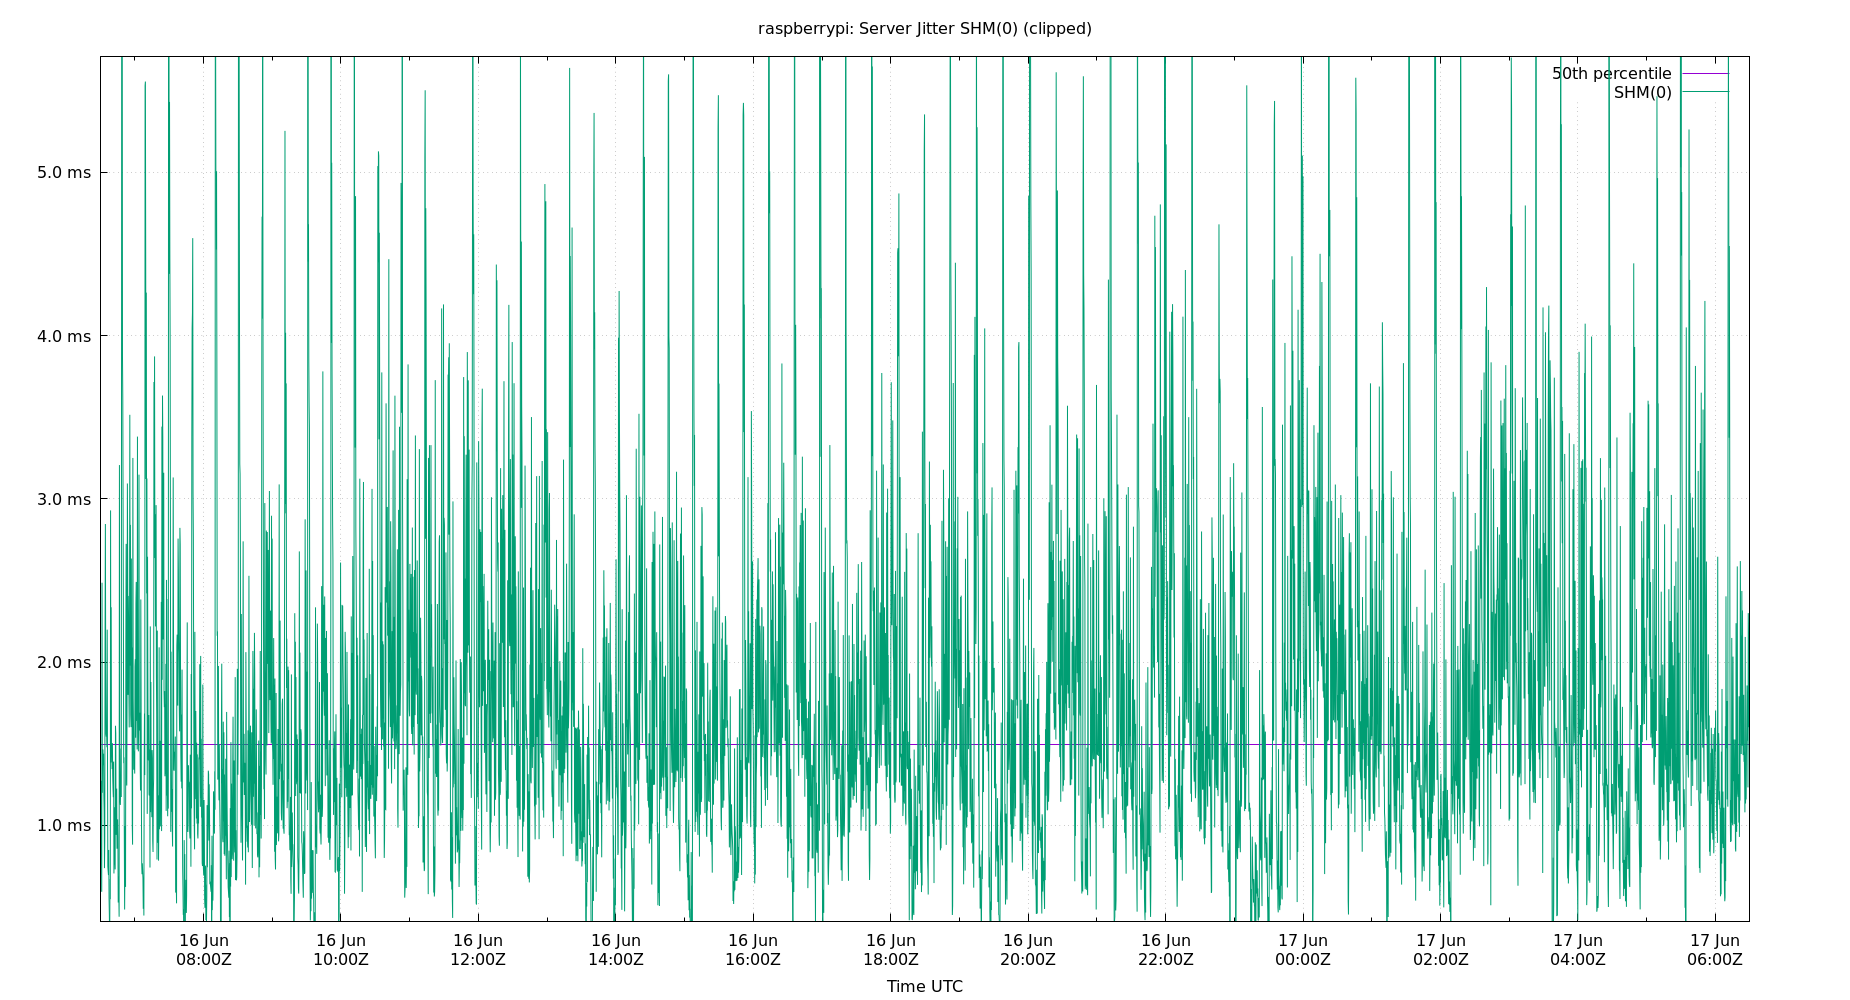 raspberrypi: Server Jitter SHM(0) (clipped)
50th percentile
SHM(0)
5.0 ms
4.0 ms
3.0 ms
2.0 ms
1.0 ms
16 Jun 16 Jun 16 Jun 16 Jun 16 Jun 16 Jun 16 Jun 16 Jun 17 Jun 17 Jun 17 Jun 17 Jun
08:00Z 10:00Z 12:00Z 14:00Z 16:00Z 18:00Z 20:00Z 22:00Z 00:00Z 02:00Z 04:00Z 06:00Z
Time UTC